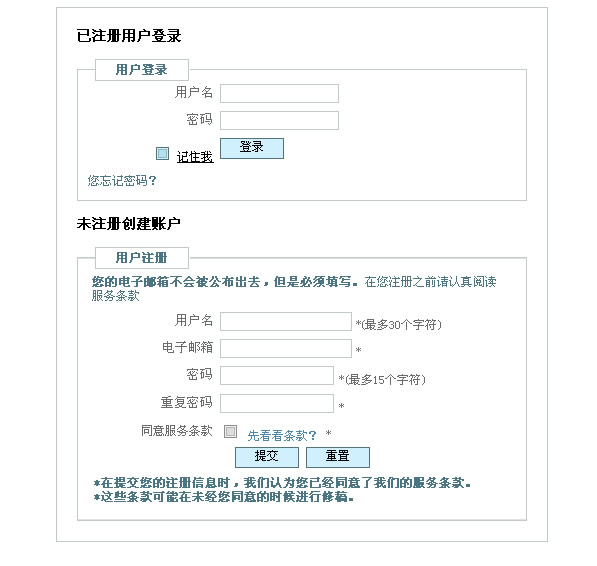 已注册用户登录
用户登录
用户名
密码
记住我 登录
您忘记密码？
未注册创建账户
用户注册
您的电子邮箱不会被公布出去，但是必须填写。在您注册之前请认真阅读
服务条款
用户名 *(最多30个字符)
电子邮箱 *
密码 *(最多15个字符)
重复密码 *
同意服务条款 先看看条款？ *
提交 重置
*在提交您的注册信息时，我们认为您已经同意了我们的服务条款。
*这些条款可能在未经您同意的时候进行修稿。